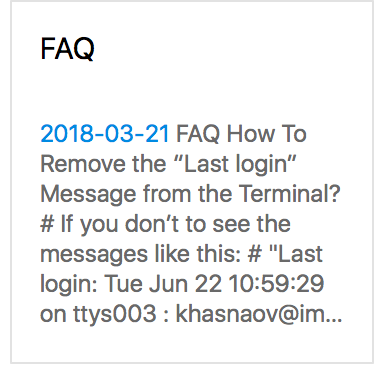 FAQ
2018-03-21 FAQ How To
Remove the “Last login”
Message from the Terminal?
# If you don’t to see the
messages like this: # "Last
login: Tue Jun 22 10:59:29
on ttys003 : khasnaov@im...